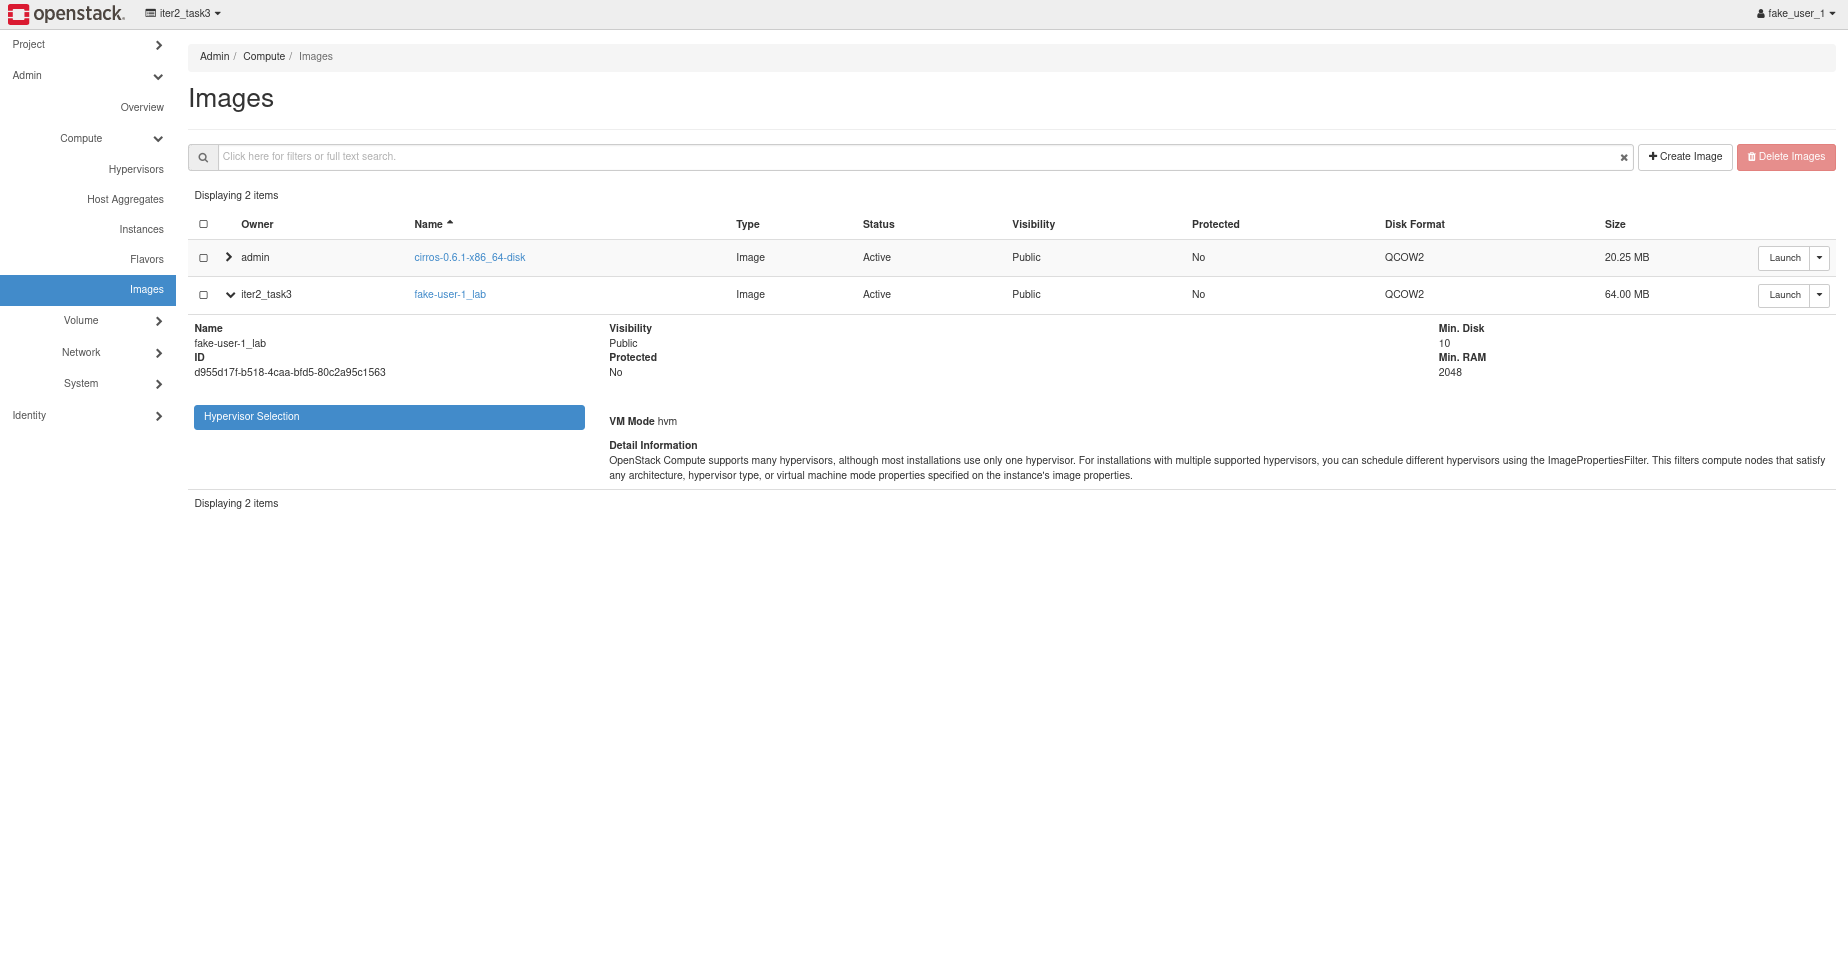 openstack. iter2_task3 fake_user_1
Project
Admin
Overview
Compute
Hypervisors
Host Aggregates
Instances
Flavors
Images
Volume
Network
System
Identity
Admin / Compute / Images
Images
Click here for filters or full text search. Create Image Delete Images
Displaying 2 items
Owner Name Type Status Visibility Protected Disk Format Size
admin cirros-0.6.1-x86_64-disk Image Active Public No QCOW2 20.25 MB Launch
iter2_task3 fake-user-1_lab Image Active Public No QCOW2 64.00 MB Launch
Name Visibility Min. Disk
fake-user-1_lab Public 10
ID Protected Min. RAM
d955d17f-b518-4caa-bfd5-80c2a95c1563 No 2048
Hypervisor Selection
VM Mode hvm
Detail Information
OpenStack Compute supports many hypervisors, although most installations use only one hypervisor. For installations with multiple supported hypervisors, you can schedule different hypervisors using the ImagePropertiesFilter. This filters compute nodes that satisfy
any architecture, hypervisor type, or virtual machine mode properties specified on the instance's image properties.
Displaying 2 items